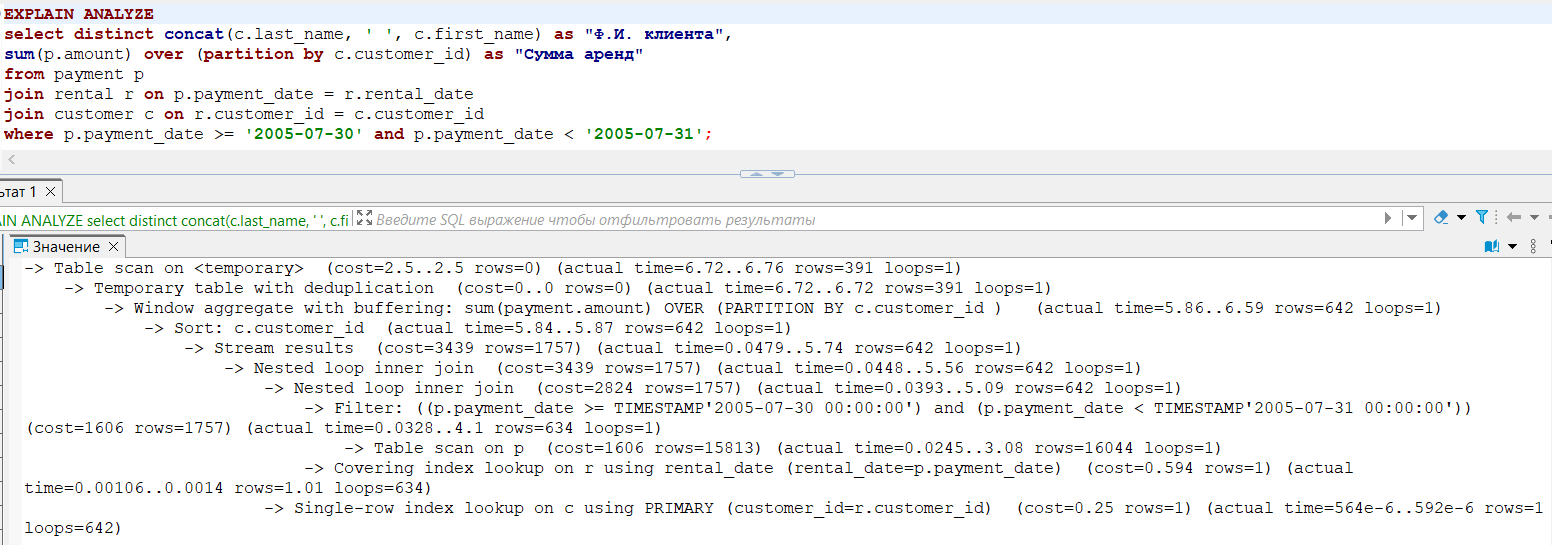 EXPLAIN ANALYZE
select distinct concat(c.last_name, ' ', c.first_name) as "Ф.И. клиента",
sum(p.amount) over (partition by c.customer_id) as "Сумма аренд"
from payment p
join rental r on p.payment_date = r.rental_date
join customer c on r.customer_id = c.customer_id
where p.payment_date >= '2005-07-30' and p.payment_date < '2005-07-31';
ьтат 1
IN ANALYZE select distinct concat(c.last_name, ' ', c.fi Введите SQL выражение чтобы отфильтровать результаты
Значение
-> Table scan on <temporary>  (cost=2.5..2.5 rows=0) (actual time=6.72..6.76 rows=391 loops=1)
-> Temporary table with deduplication  (cost=0..0 rows=0) (actual time=6.72..6.72 rows=391 loops=1)
-> Window aggregate with buffering: sum(payment.amount) OVER (PARTITION BY c.customer_id )   (actual time=5.86..6.59 rows=642 loops=1)
-> Sort: c.customer_id  (actual time=5.84..5.87 rows=642 loops=1)
-> Stream results  (cost=3439 rows=1757) (actual time=0.0479..5.74 rows=642 loops=1)
-> Nested loop inner join  (cost=3439 rows=1757) (actual time=0.0448..5.56 rows=642 loops=1)
-> Nested loop inner join  (cost=2824 rows=1757) (actual time=0.0393..5.09 rows=642 loops=1)
-> Filter: ((p.payment_date >= TIMESTAMP'2005-07-30 00:00:00') and (p.payment_date < TIMESTAMP'2005-07-31 00:00:00'))
(cost=1606 rows=1757) (actual time=0.0328..4.1 rows=634 loops=1)
-> Table scan on p  (cost=1606 rows=15813) (actual time=0.0245..3.08 rows=16044 loops=1)
-> Covering index lookup on r using rental_date (rental_date=p.payment_date)  (cost=0.594 rows=1) (actual
time=0.00106..0.0014 rows=1.01 loops=634)
-> Single-row index lookup on c using PRIMARY (customer_id=r.customer_id)  (cost=0.25 rows=1) (actual time=564e-6..592e-6 rows=1
loops=642)